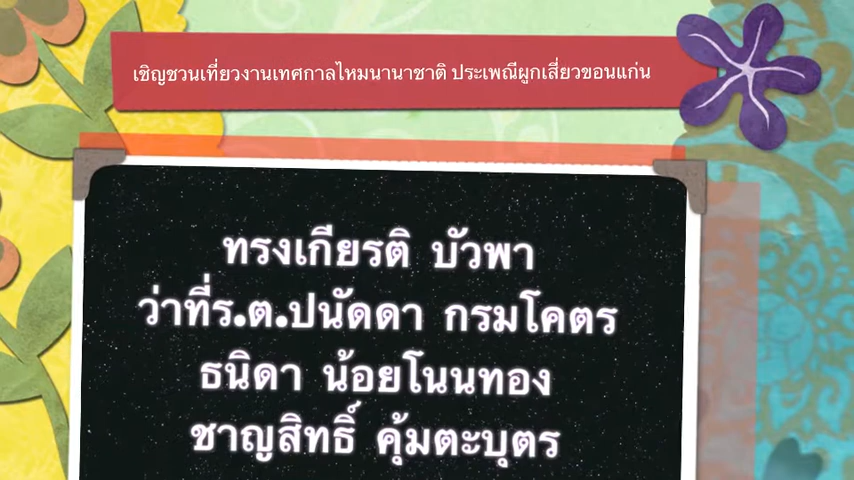 เชิญชวนเที่ยวงานเทศกาลไหมนานาชาติ ประเพณีผูกเสี่ยวขอนแก่น
ทรงเกียรติ บัวพา
ว่าที่ร.ต.ปนัดดา กรมโคตร
ธนิดา น้อยโนนทอง
ชาญสิทธิ์ คุ้มตะบุตร